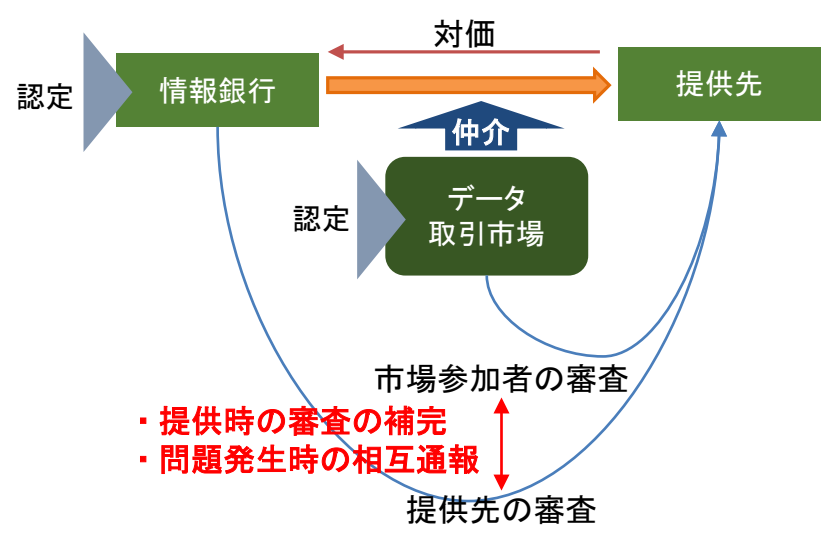 対価
認定
情報銀行
提供先
仲介
認定
データ
取引市場
市場参加者の審査
・提供時の審査の補完
・問題発生時の相互通報
提供先の審査